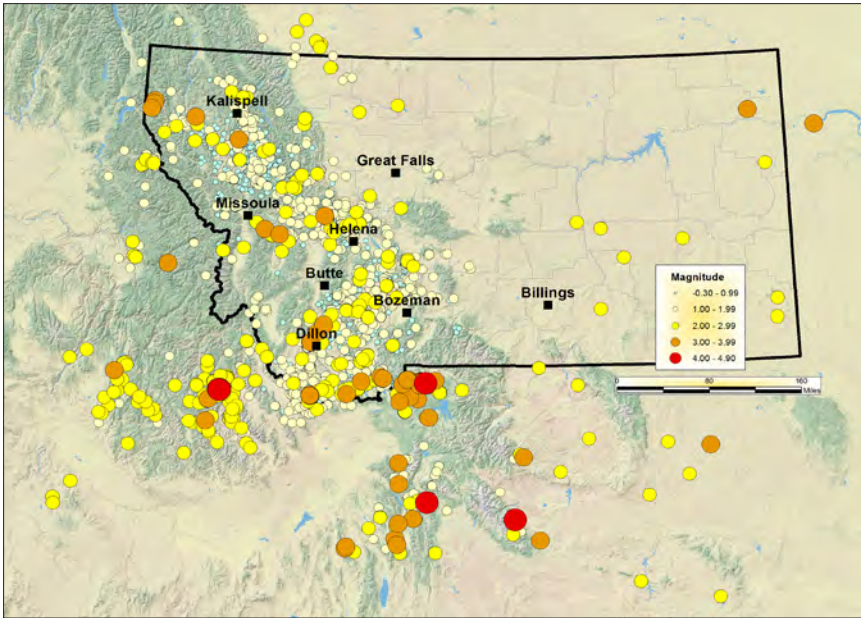 Kalispell
Great Falls
Missoula
Helena
Butte
Billings
Bozeman
Dillon
Magnitude
-0.30 - 0.99
1.00 - 1.99
2.00 - 2.99
3.00 - 3.99
4.00 - 4.90
0 80 160
Miles